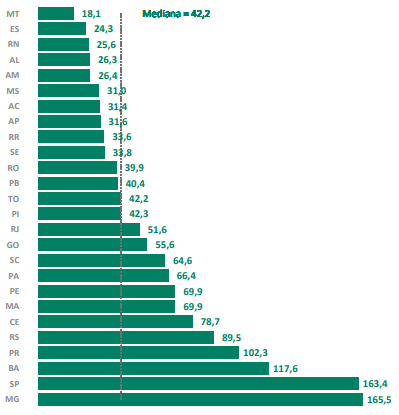 MT 18,1 Mediana = 42,2
ES 24,3
RN 25,6
AL 26,3
AM 26,4
MS 31,0
AC 31,4
AP 31,6
RR 33,6
SE 33,8
RO 39,9
PB 40,4
TO 42,2
PI 42,3
RJ 51,6
GO 55,6
SC 64,6
PA 66,4
PE 69,9
MA 69,9
CE 78,7
RS 89,5
PR 102,3
BA 117,6
SP 163,4
MG 165,5